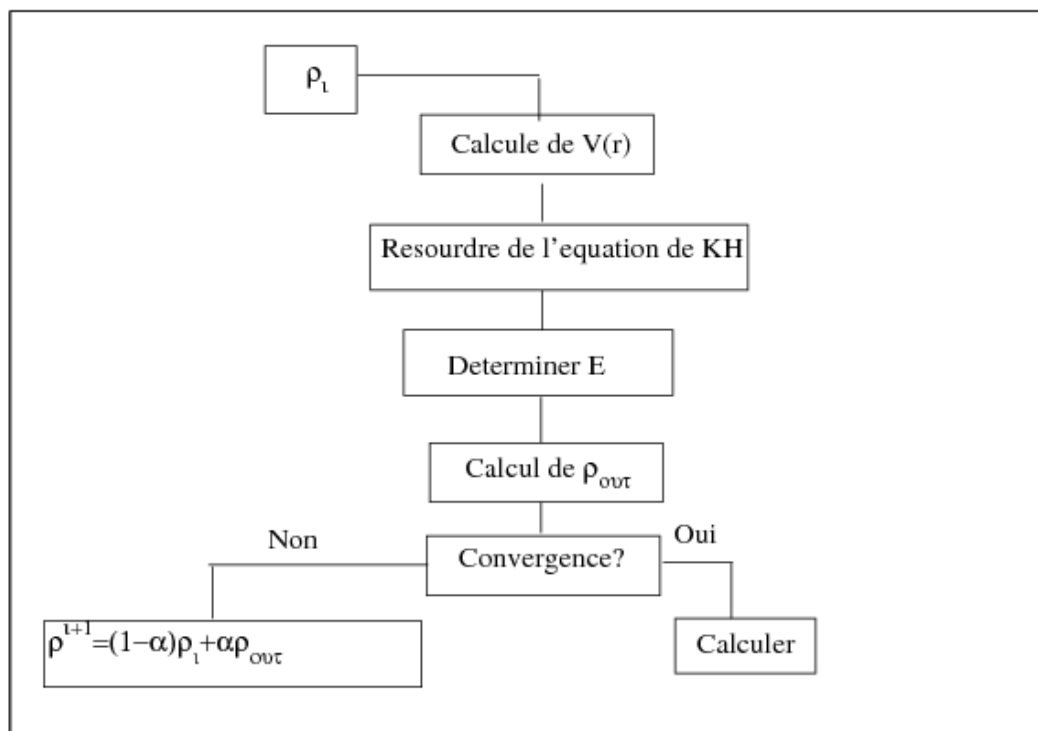 ρι
Calcule de V(r)
Resourdre de l'equation de KH
Determiner E
Calcul de ρουτ
Non
Convergence?
Oui
ρι+1=(1−α)ρι+αρουτ
Calculer